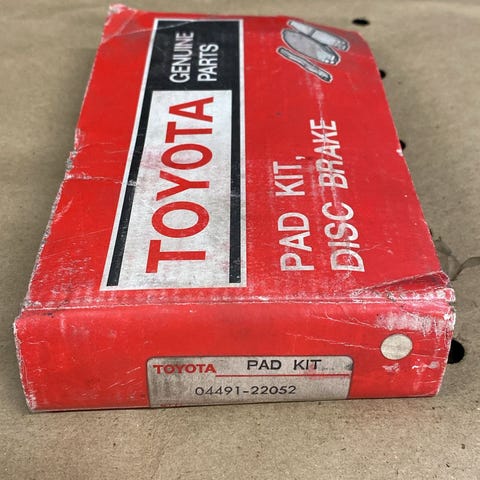 TOYOTA
GENUINE
PARTS
PAD KIT,
DISC BRAKE
TOYOTA PAD KIT
04491-22052